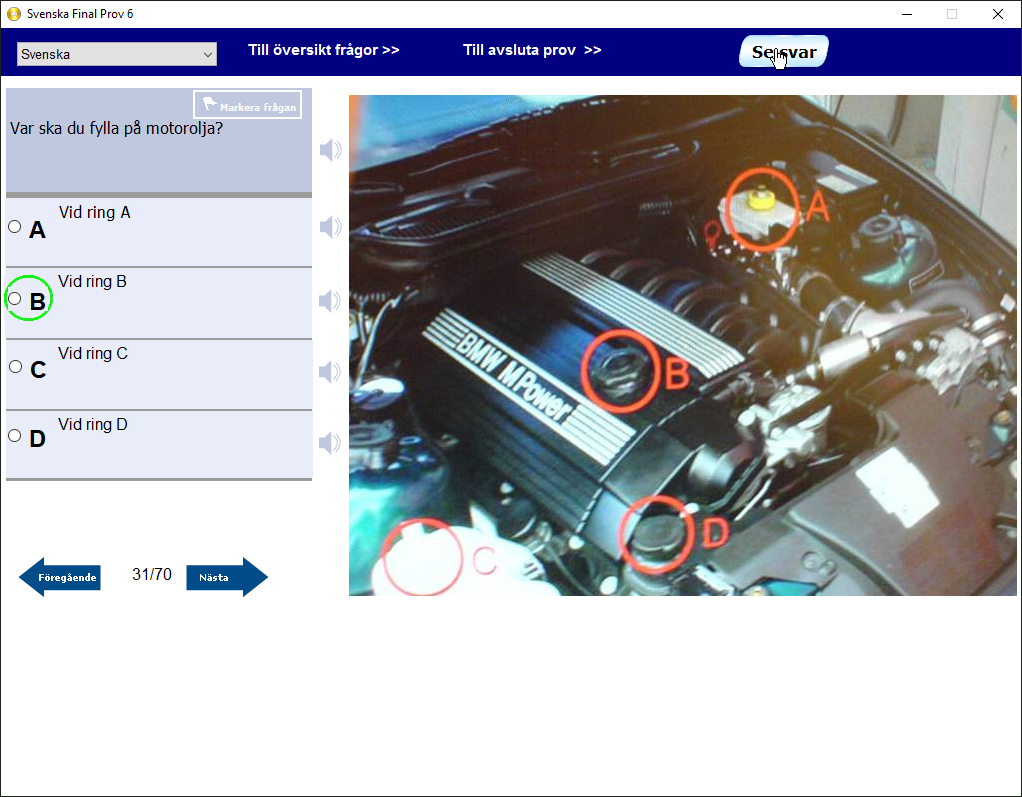 Svenska Final Prov 6
Svenska
Till översikt frågor >>
Till avsluta prov >>
Se svar
Markera frågan
Var ska du fylla på motorolja?
A Vid ring A
B Vid ring B
C Vid ring C
D Vid ring D
Föregående
31/70
Nästa
A
B
BMW MPower
D
C